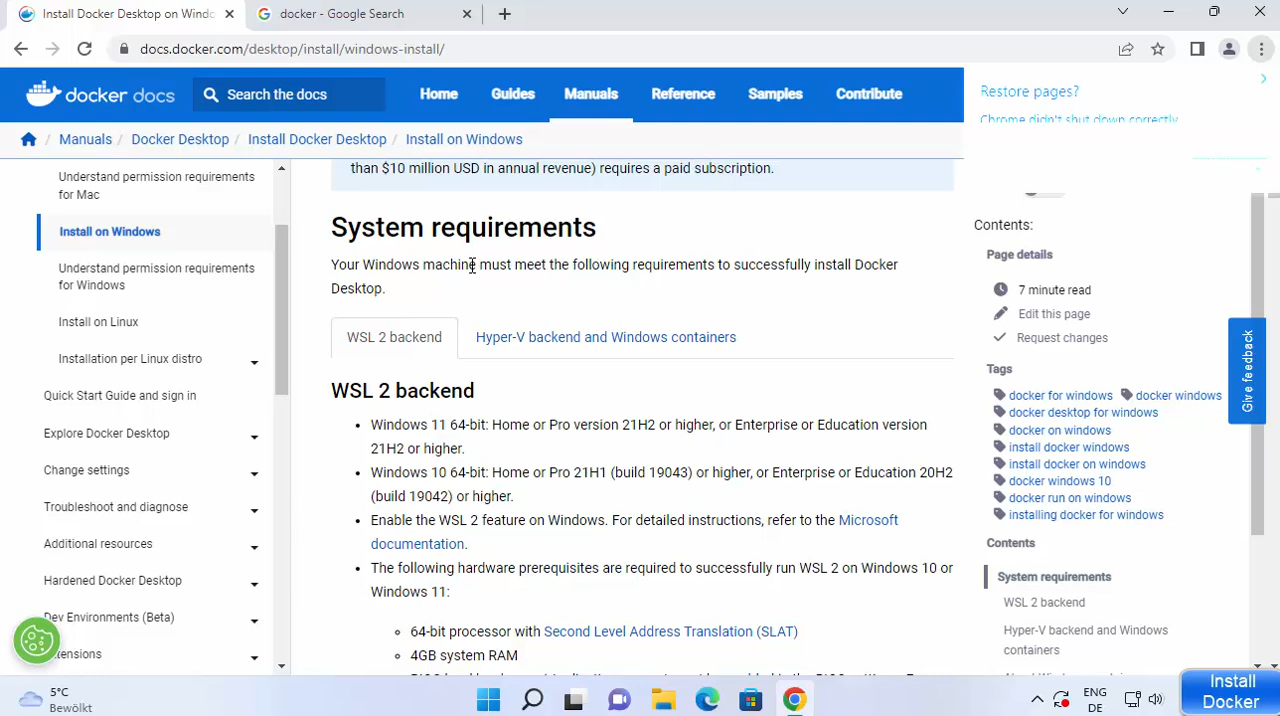 Install Docker Desktop on Windo
docker - Google Search
docs.docker.com/desktop/install/windows-install/
docker docs
Search the docs
Home
Guides
Manuals
Reference
Samples
Contribute
Restore pages?
Chrome didn't shut down correctly
Manuals / Docker Desktop / Install Docker Desktop / Install on Windows
Understand permission requirements
for Mac
Install on Windows
Understand permission requirements
for Windows
Install on Linux
Installation per Linux distro
Quick Start Guide and sign in
Explore Docker Desktop
Change settings
Troubleshoot and diagnose
Additional resources
Hardened Docker Desktop
Dev Environments (Beta)
tensions
than $10 million USD in annual revenue) requires a paid subscription.
System requirements
Your Windows machine must meet the following requirements to successfully install Docker
Desktop.
WSL 2 backend
Hyper-V backend and Windows containers
WSL 2 backend
• Windows 11 64-bit: Home or Pro version 21H2 or higher, or Enterprise or Education version
21H2 or higher.
• Windows 10 64-bit: Home or Pro 21H1 (build 19043) or higher, or Enterprise or Education 20H2
(build 19042) or higher.
• Enable the WSL 2 feature on Windows. For detailed instructions, refer to the Microsoft
documentation.
• The following hardware prerequisites are required to successfully run WSL 2 on Windows 10 or
Windows 11:
64-bit processor with Second Level Address Translation (SLAT)
4GB system RAM
Contents:
Page details
7 minute read
Edit this page
Request changes
Tags
docker for windows docker windows
docker desktop for windows
docker on windows
install docker windows
install docker on windows
docker windows 10
docker run on windows
installing docker for windows
Contents
System requirements
WSL 2 backend
Hyper-V backend and Windows
containers
Give feedback
5°C
Bewölkt
ENG
DE
Install
Docker